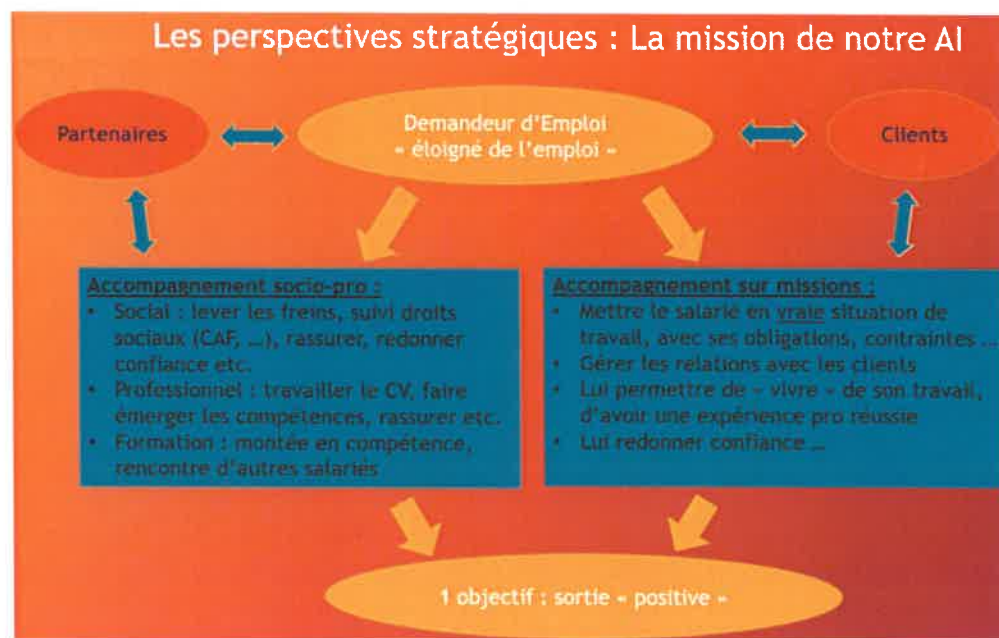 Les perspectives stratégiques : La mission de notre AI
Partenaires
Demandeur d'Emploi
« éloigné de l'emploi »
Clients
Accompagnement socio-pro :
• Social : lever les freins, suivi droits
sociaux (CAF, …), rassurer, redonner
confiance etc.
• Professionnel : travailler le CV, faire
émerger les compétences, rassurer etc.
• Formation : montée en compétence,
rencontre d'autres salariés
Accompagnement sur missions :
• Mettre le salarié en vraie situation de
travail, avec ses obligations, contraintes …
• Gérer les relations avec les clients
• Lui permettre de « vivre » de son travail,
d'avoir une expérience pro réussie
• Lui redonner confiance …
1 objectif : sortie « positive »